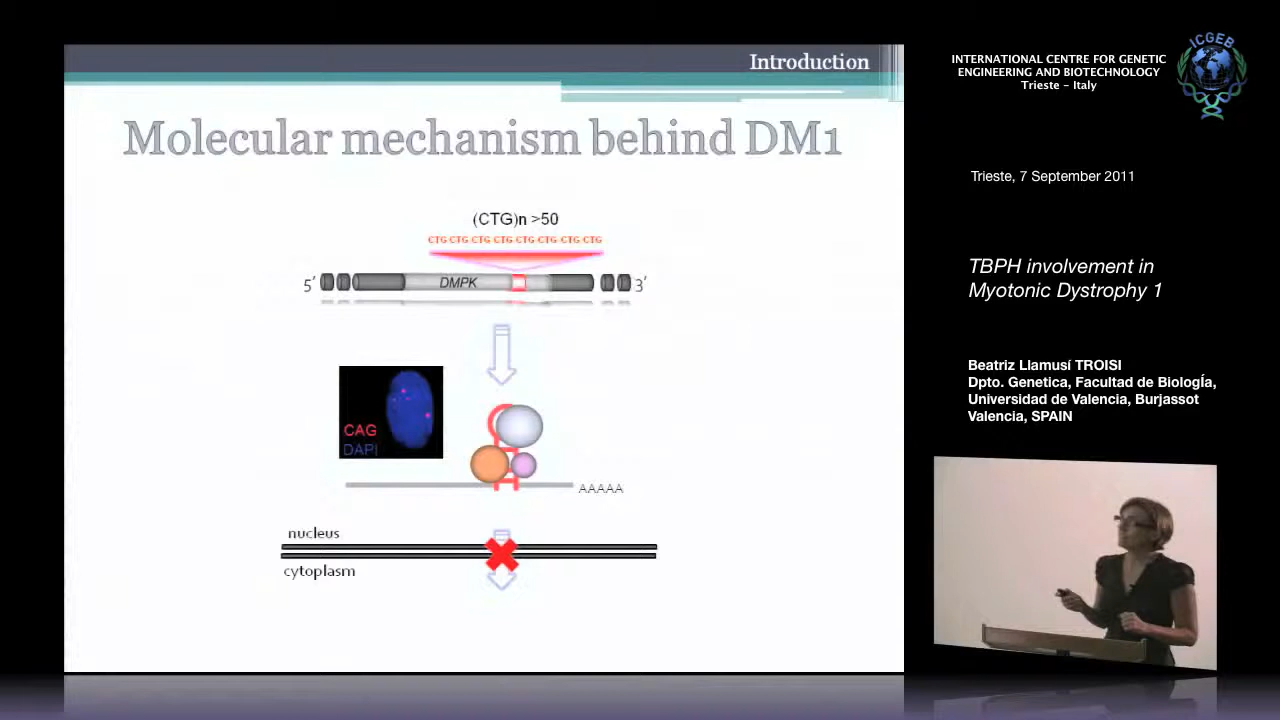 Introduction
Molecular mechanism behind DM1
(CTG)n >50
CTG CTG CTG CTG CTG CTG CTG CTG
5′ DMPK 3′
CAG
DAPI
AAAAA
nucleus
cytoplasm
INTERNATIONAL CENTRE FOR GENETIC
ENGINEERING AND BIOTECHNOLOGY
Trieste - Italy
ICGEB
Trieste, 7 September 2011
TBPH involvement in
Myotonic Dystrophy 1
Beatriz Llamusí TROISI
Dpto. Genetica, Facultad de BiologÍa,
Universidad de Valencia, Burjassot
Valencia, SPAIN